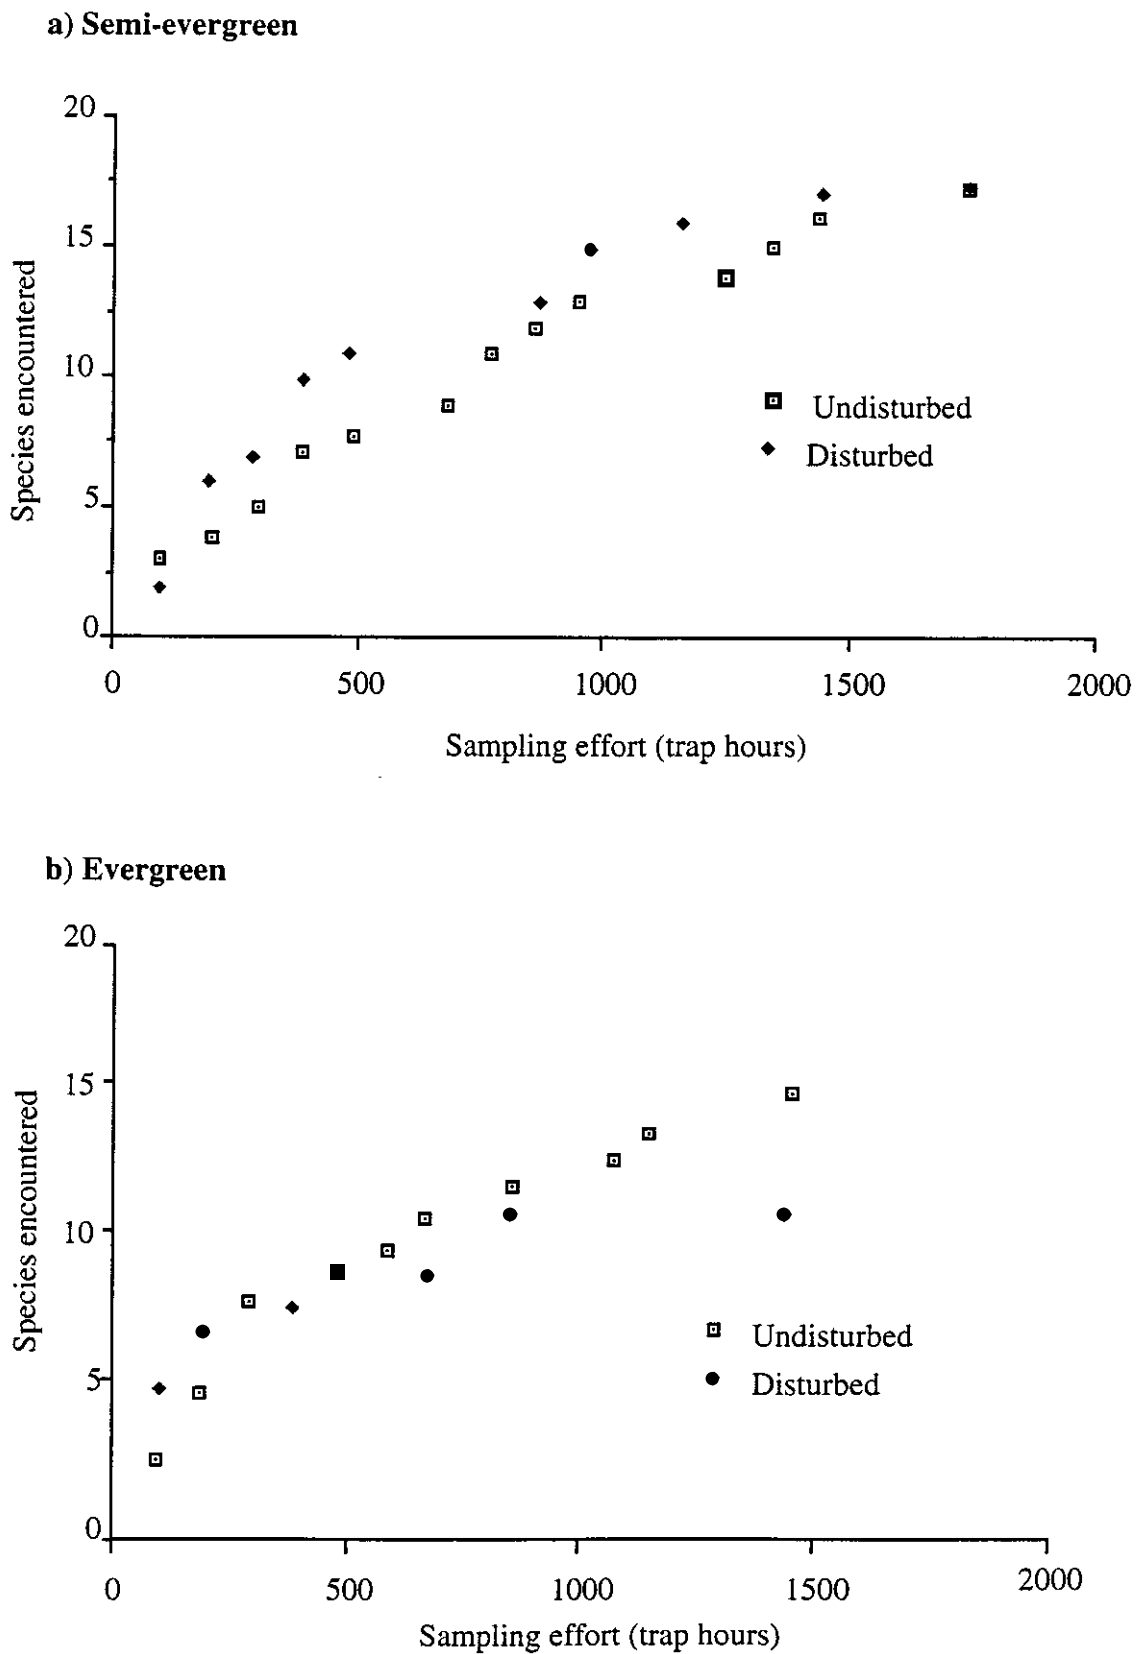 a) Semi-evergreen
20
15
10
5
0
Species encountered
Undisturbed
Disturbed
0 500 1000 1500 2000
Sampling effort (trap hours)
b) Evergreen
20
15
10
5
0
Species encountered
Undisturbed
Disturbed
0 500 1000 1500 2000
Sampling effort (trap hours)